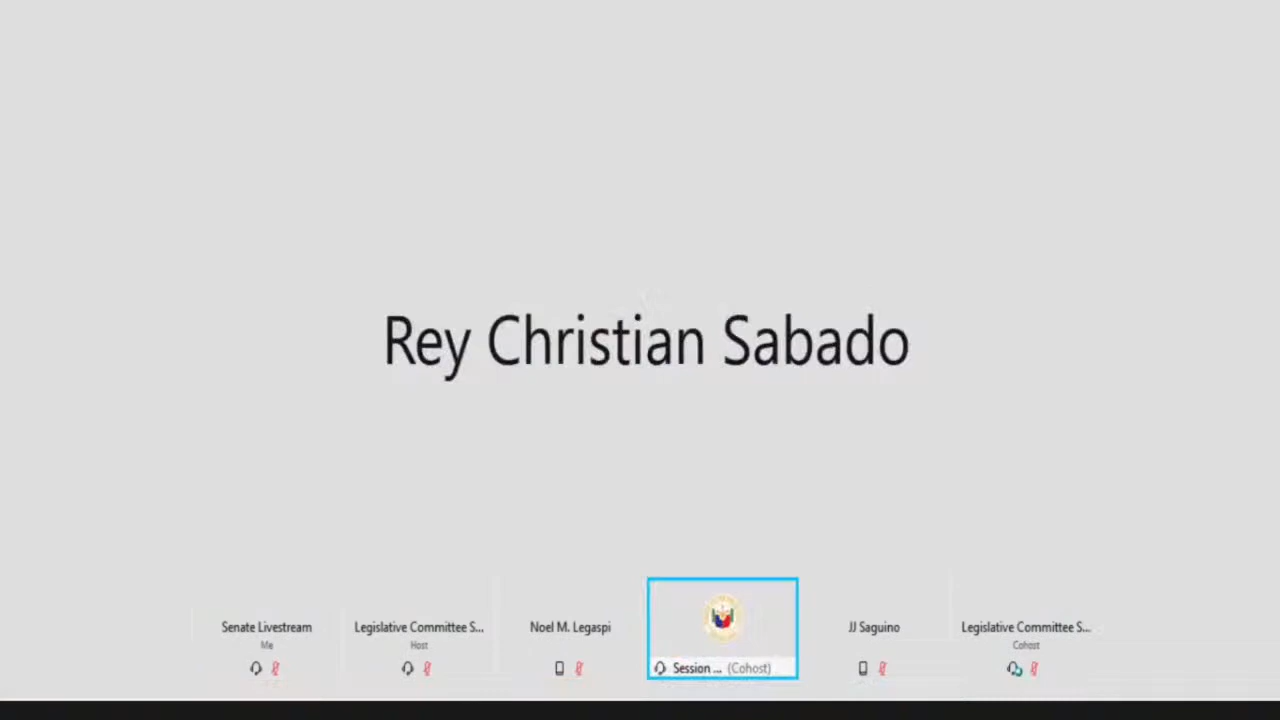 Rey Christian Sabado
Senate Livestream
Me
Legislative Committee S...
Host
Noel M. Legaspi
Session ... (Cohost)
JJ Saguino
Legislative Committee S...
Cohost